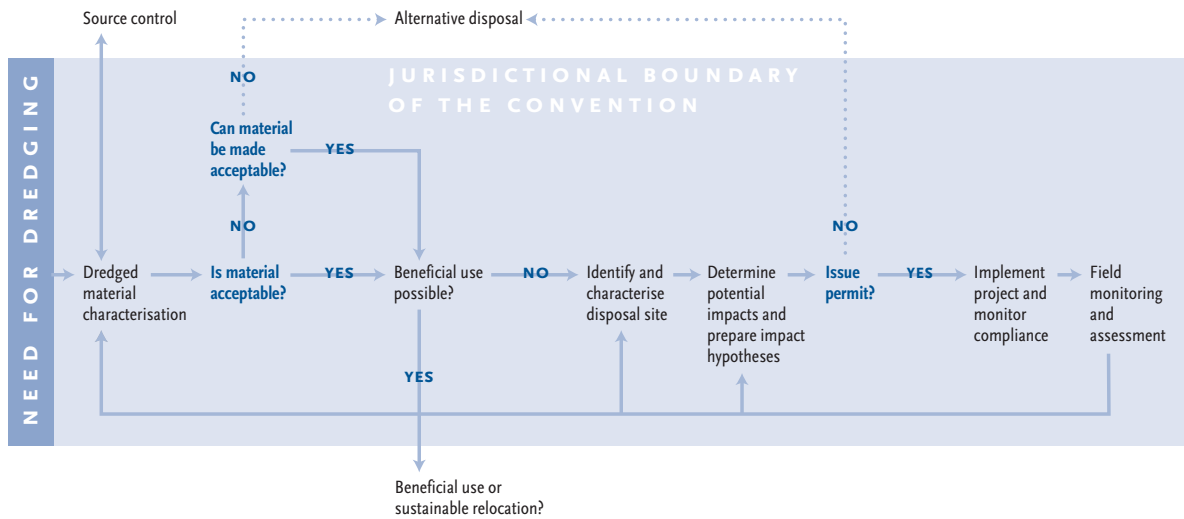 Source control
Alternative disposal
NEED FOR DREDGING
JURISDICTIONAL BOUNDARY
OF THE CONVENTION
NO
Can material
be made
acceptable?
YES
NO
NO
Dredged
material
characterisation
Is material
acceptable?
YES
Beneficial use
possible?
NO
Identify and
characterise
disposal site
Determine
potential
impacts and
prepare impact
hypotheses
Issue
permit?
YES
Implement
project and
monitor
compliance
Field
monitoring
and
assessment
YES
Beneficial use or
sustainable relocation?